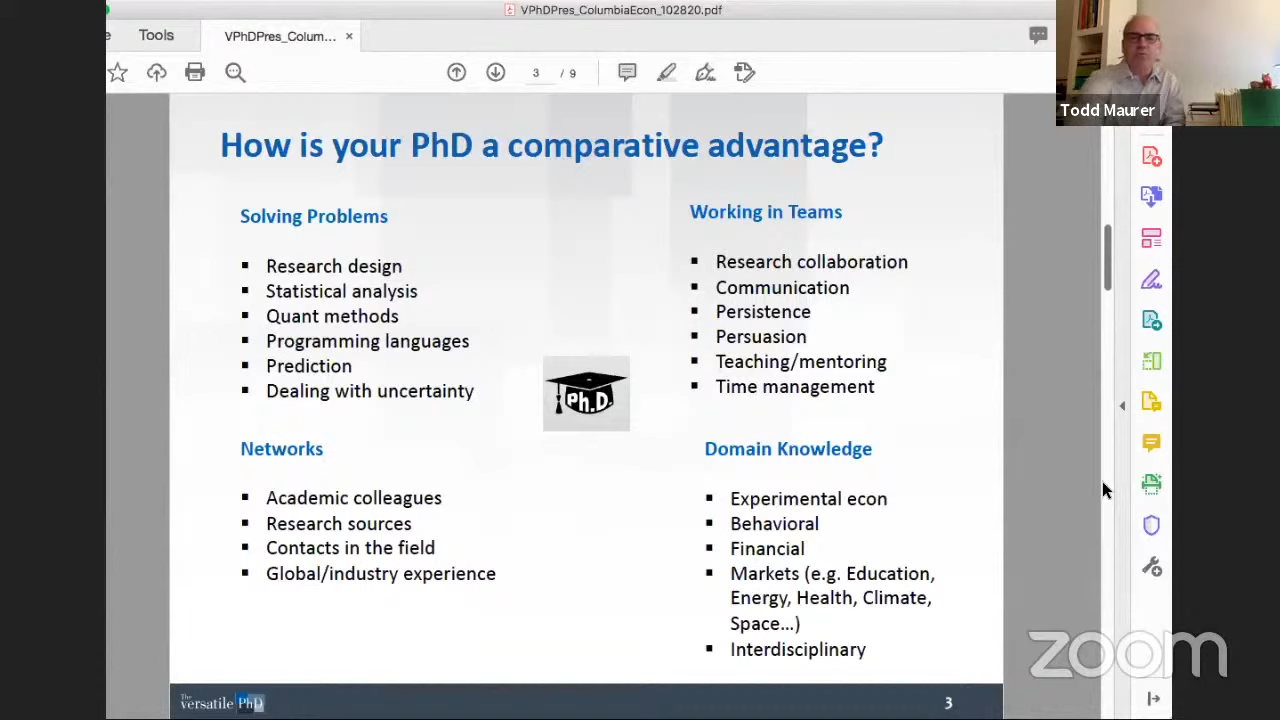 VPhDPres_ColumbiaEcon_102820.pdf
e
Tools
VPhDPres_Colum... ×
3 / 9
Todd Maurer
How is your PhD a comparative advantage?
Solving Problems
▪ Research design
▪ Statistical analysis
▪ Quant methods
▪ Programming languages
▪ Prediction
▪ Dealing with uncertainty
Working in Teams
▪ Research collaboration
▪ Communication
▪ Persistence
▪ Persuasion
▪ Teaching/mentoring
▪ Time management
Ph.D.
Networks
▪ Academic colleagues
▪ Research sources
▪ Contacts in the field
▪ Global/industry experience
Domain Knowledge
▪ Experimental econ
▪ Behavioral
▪ Financial
▪ Markets (e.g. Education,
Energy, Health, Climate,
Space…)
▪ Interdisciplinary
The
versatile PhD
3
zoom